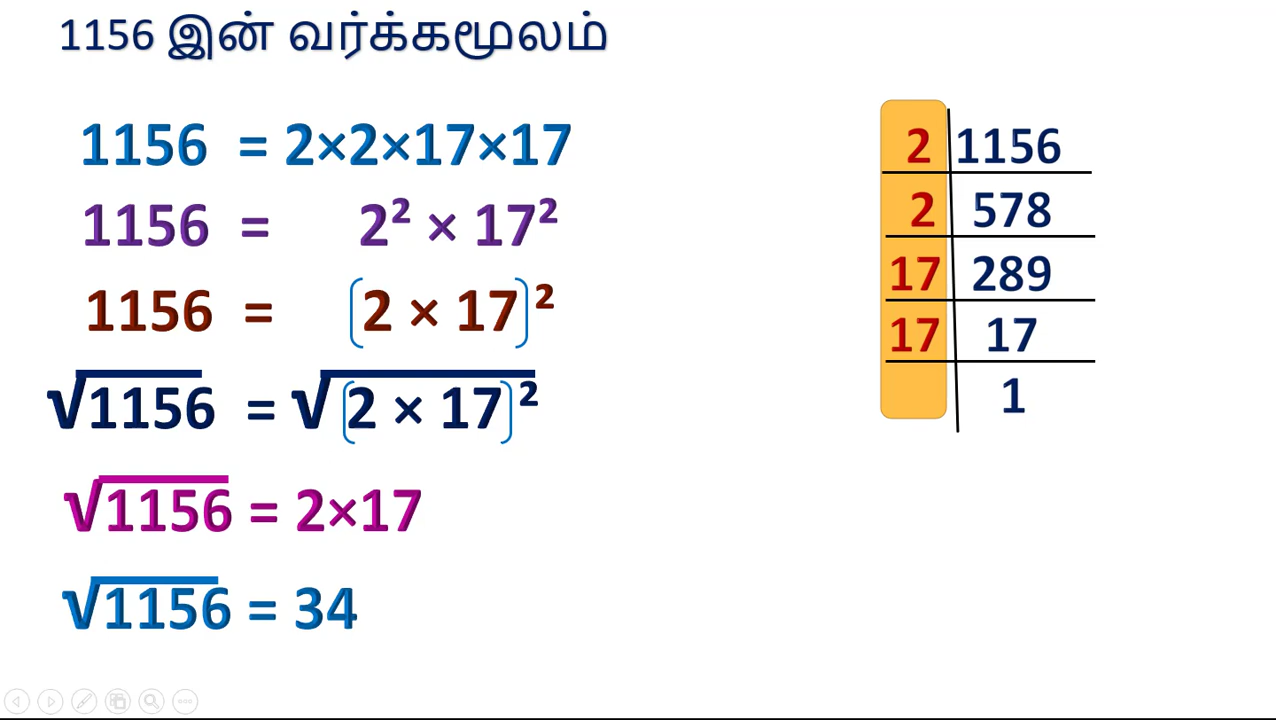 1156 இன் வர்க்கமூலம்
1156 = 2×2×17×17
1156 = 2² × 17²
1156 = (2 × 17)²
√1156 = √(2 × 17)²
√1156 = 2×17
√1156 = 34
2 1156
2 578
17 289
17 17
1